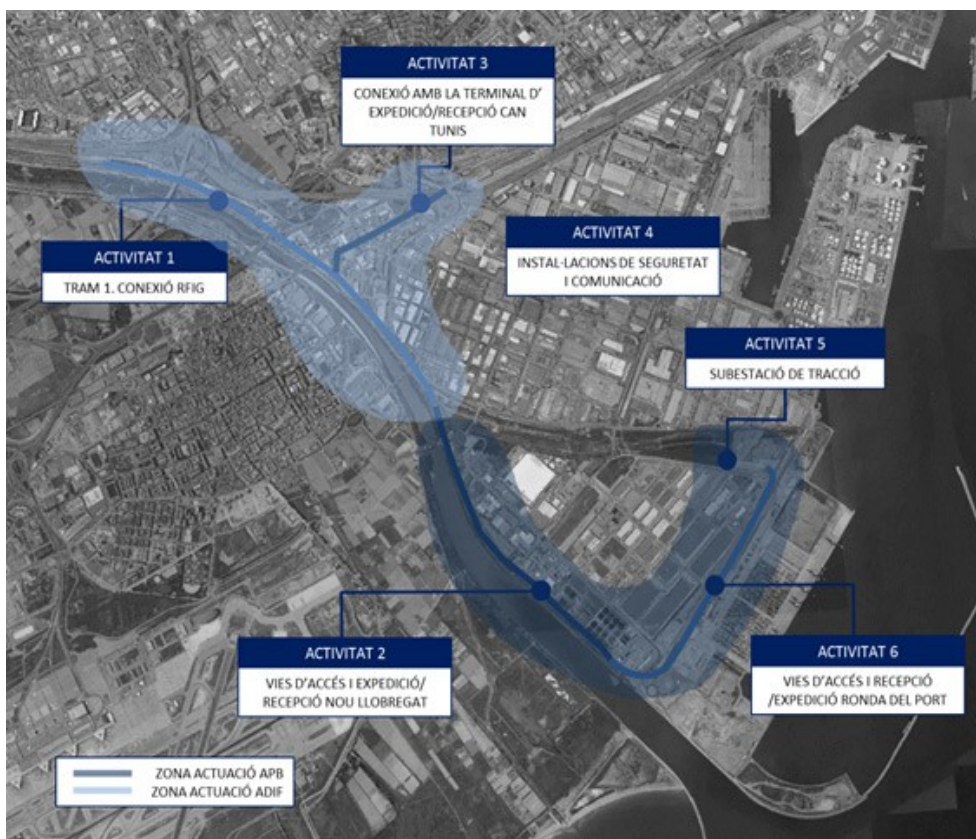 ACTIVITAT 3
CONEXIÓ AMB LA TERMINAL D'
EXPEDICIÓ/RECEPCIÓ CAN
TUNIS
ACTIVITAT 1
TRAM 1. CONEXIÓ RFIG
ACTIVITAT 4
INSTAL·LACIONS DE SEGURETAT
I COMUNICACIÓ
ACTIVITAT 5
SUBESTACIÓ DE TRACCIÓ
ACTIVITAT 2
VIES D'ACCÉS I EXPEDICIÓ/
RECEPCIÓ NOU LLOBREGAT
ACTIVITAT 6
VIES D'ACCÉS I RECEPCIÓ
/EXPEDICIÓ RONDA DEL PORT
ZONA ACTUACIÓ APB
ZONA ACTUACIÓ ADIF